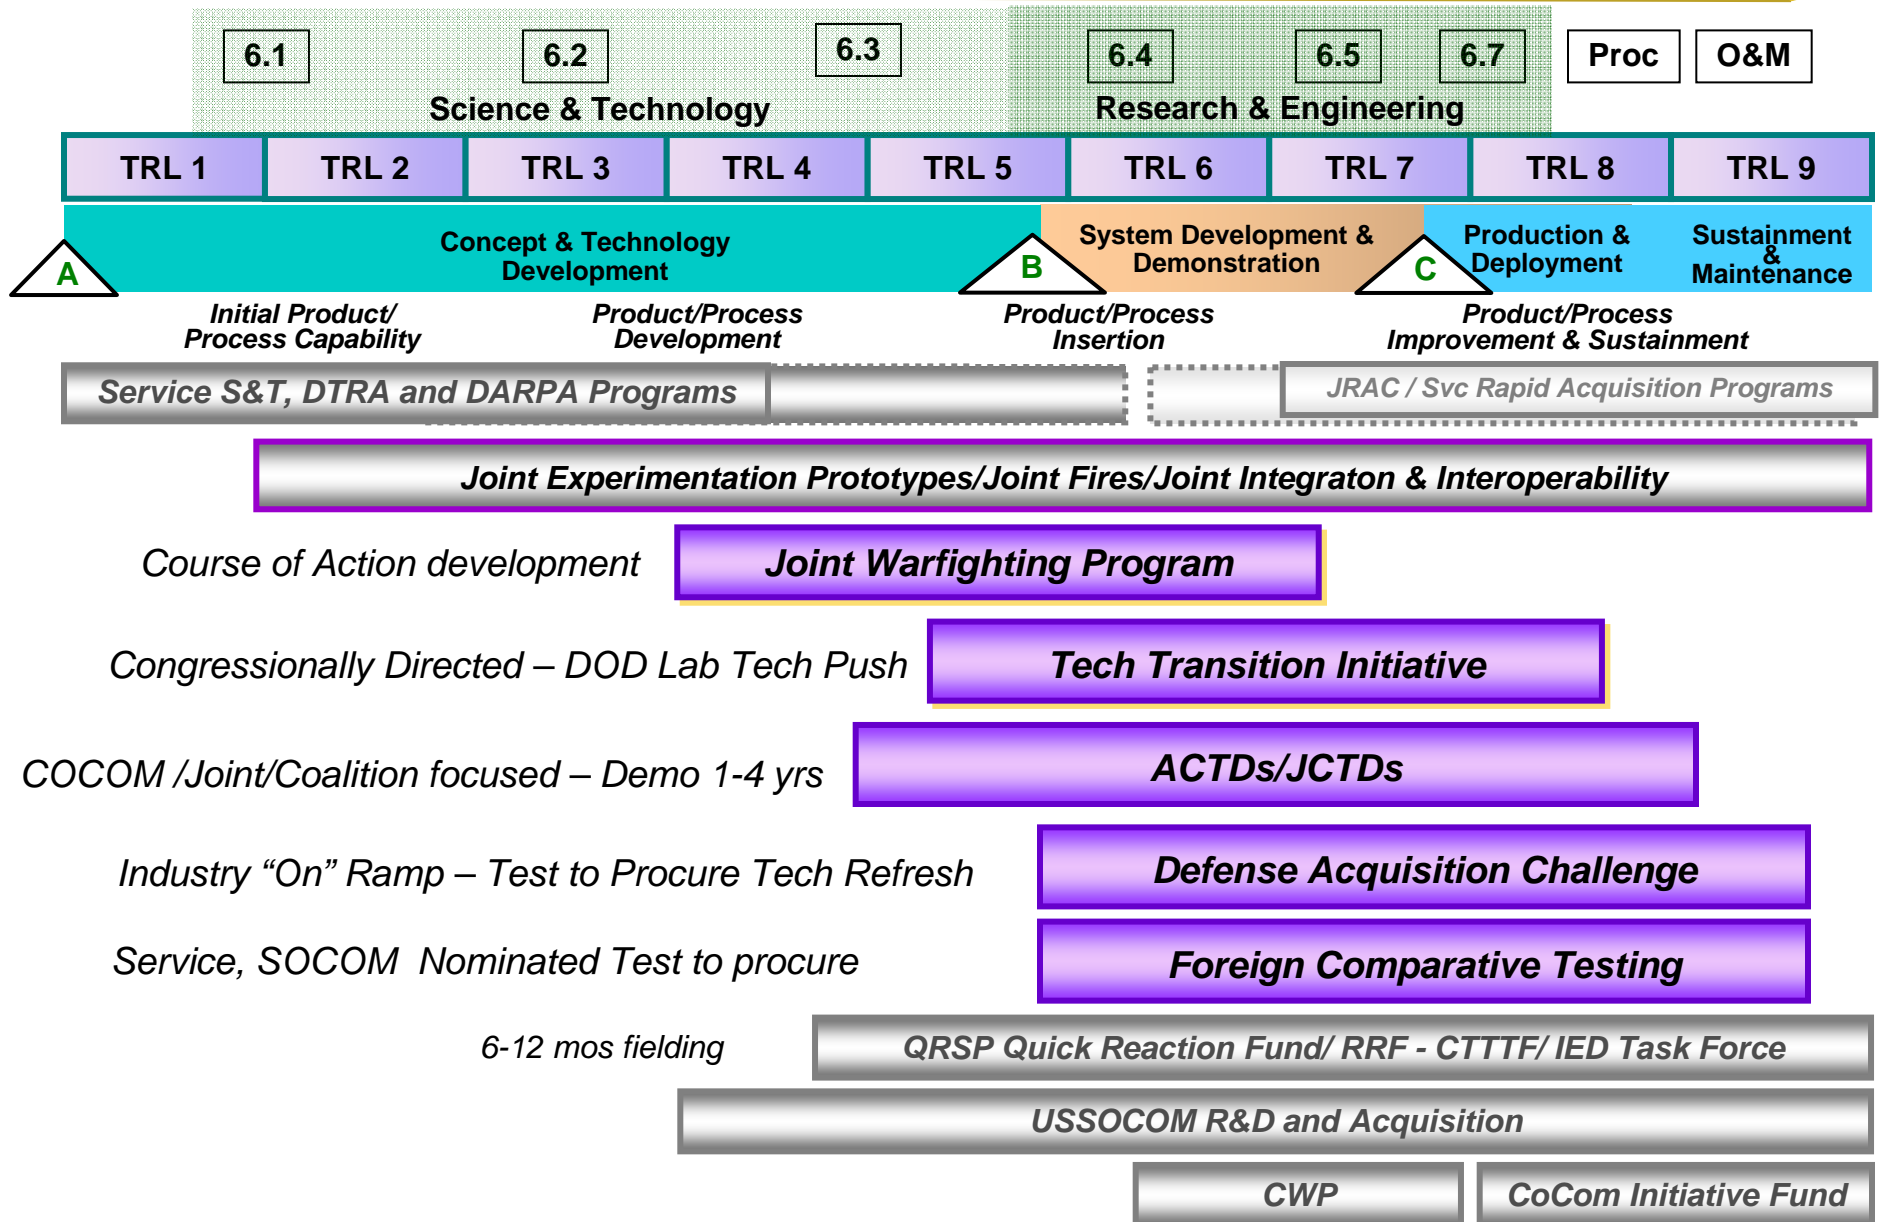 6.1 6.2 6.3 6.4 6.5 6.7 Proc O&M
Science & Technology
Research & Engineering
TRL 1 TRL 2 TRL 3 TRL 4 TRL 5 TRL 6 TRL 7 TRL 8 TRL 9
A
Concept & Technology
Development
B
System Development &
Demonstration
C
Production &
Deployment
Sustainment
&
Maintenance
Initial Product/
Process Capability
Product/Process
Development
Product/Process
Insertion
Product/Process
Improvement & Sustainment
Service S&T, DTRA and DARPA Programs
JRAC / Svc Rapid Acquisition Programs
Joint Experimentation Prototypes/Joint Fires/Joint Integraton & Interoperability
Course of Action development
Joint Warfighting Program
Congressionally Directed – DOD Lab Tech Push
Tech Transition Initiative
COCOM /Joint/Coalition focused – Demo 1-4 yrs
ACTDs/JCTDs
Industry “On” Ramp – Test to Procure Tech Refresh
Defense Acquisition Challenge
Service, SOCOM Nominated Test to procure
Foreign Comparative Testing
6-12 mos fielding
QRSP Quick Reaction Fund/ RRF - CTTTF/ IED Task Force
USSOCOM R&D and Acquisition
CWP
CoCom Initiative Fund